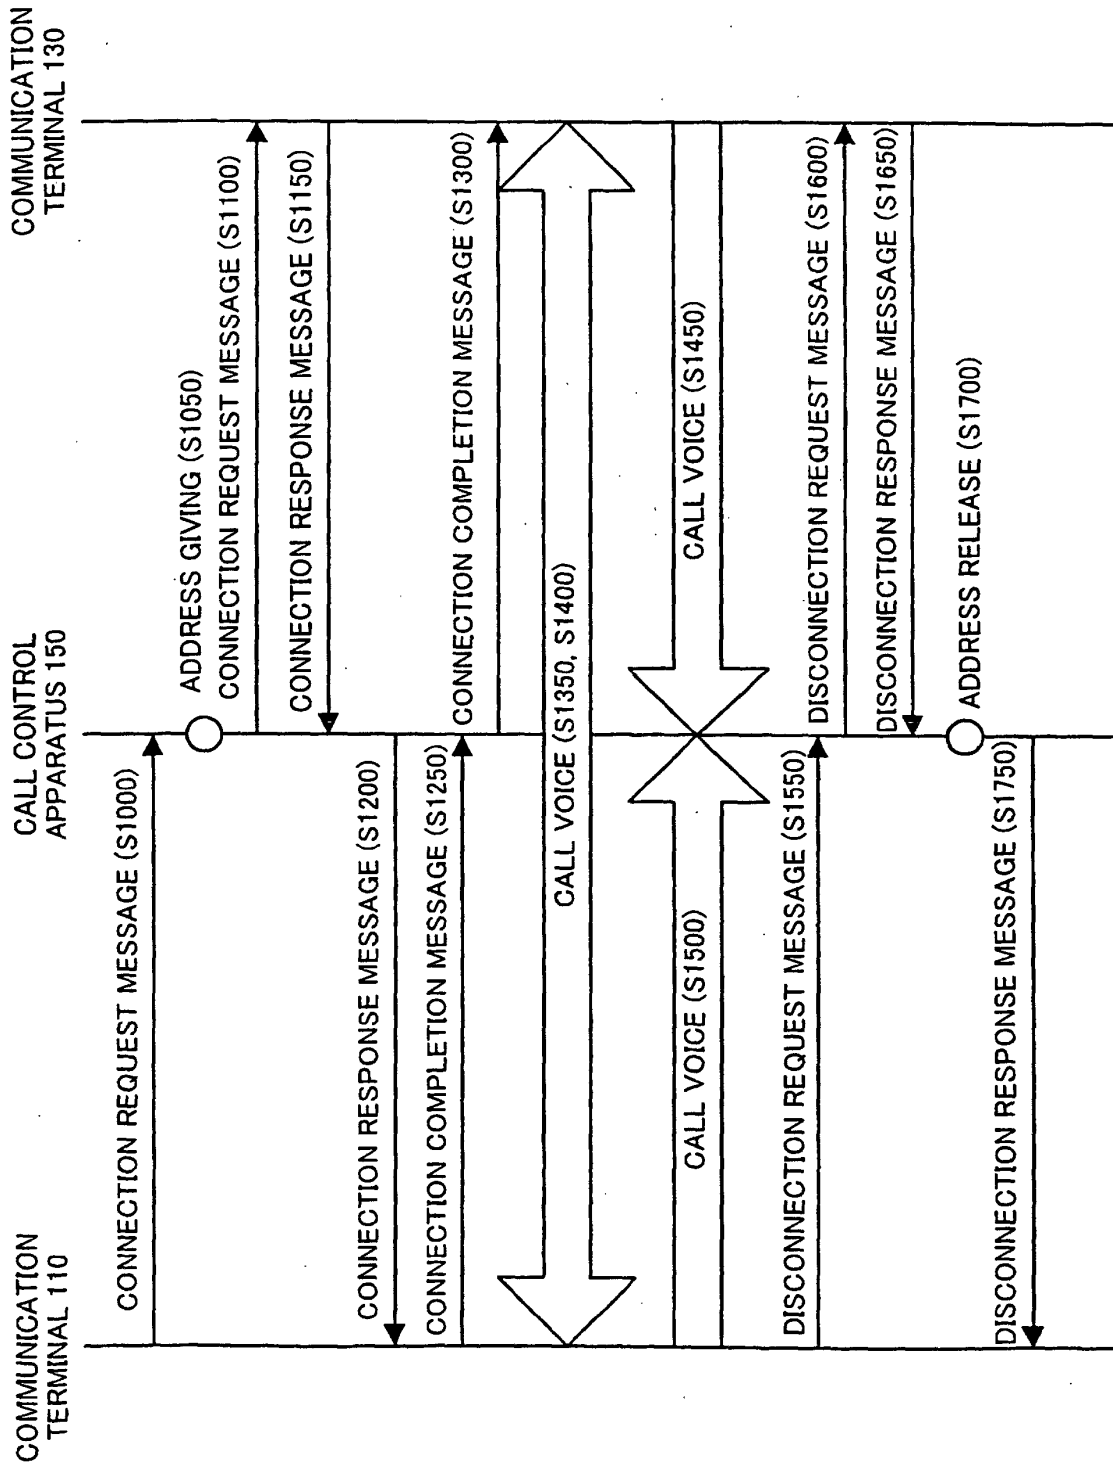 COMMUNICATION
TERMINAL 110
CALL CONTROL
APPARATUS 150
COMMUNICATION
TERMINAL 130
CONNECTION REQUEST MESSAGE (S1000)
ADDRESS GIVING (S1050)
CONNECTION REQUEST MESSAGE (S1100)
CONNECTION RESPONSE MESSAGE (S1150)
CONNECTION RESPONSE MESSAGE (S1200)
CONNECTION COMPLETION MESSAGE (S1250)
CONNECTION COMPLETION MESSAGE (S1300)
CALL VOICE (S1350, S1400)
CALL VOICE (S1450)
CALL VOICE (S1500)
DISCONNECTION REQUEST MESSAGE (S1550)
DISCONNECTION REQUEST MESSAGE (S1600)
DISCONNECTION RESPONSE MESSAGE (S1650)
ADDRESS RELEASE (S1700)
DISCONNECTION RESPONSE MESSAGE (S1750)